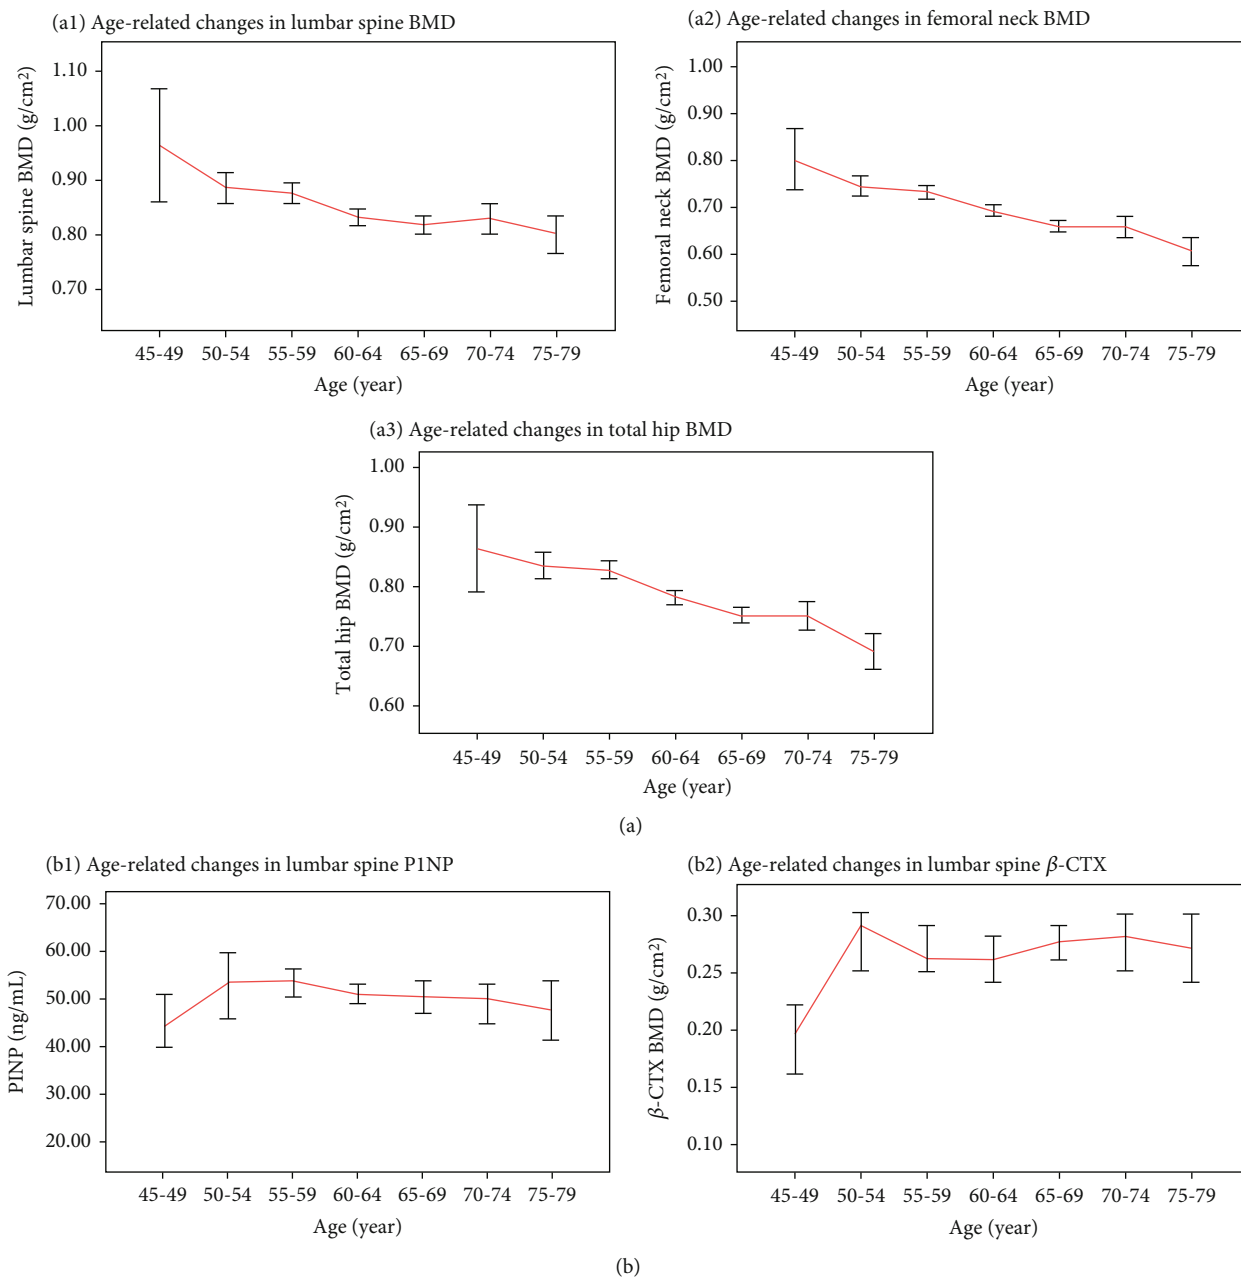 (a1) Age-related changes in lumbar spine BMD
Lumbar spine BMD (g/cm²)
1.10
1.00
0.90
0.80
0.70
45-49 50-54 55-59 60-64 65-69 70-74 75-79
Age (year)
(a2) Age-related changes in femoral neck BMD
Femoral neck BMD (g/cm²)
1.00
0.90
0.80
0.70
0.60
0.50
45-49 50-54 55-59 60-64 65-69 70-74 75-79
Age (year)
(a3) Age-related changes in total hip BMD
Total hip BMD (g/cm²)
1.00
0.90
0.80
0.70
0.60
45-49 50-54 55-59 60-64 65-69 70-74 75-79
Age (year)
(a)
(b1) Age-related changes in lumbar spine P1NP
PINP (ng/mL)
70.00
60.00
50.00
40.00
30.00
20.00
45-49 50-54 55-59 60-64 65-69 70-74 75-79
Age (year)
(b2) Age-related changes in lumbar spine β-CTX
β-CTX BMD (g/cm²)
0.30
0.25
0.20
0.15
0.10
45-49 50-54 55-59 60-64 65-69 70-74 75-79
Age (year)
(b)